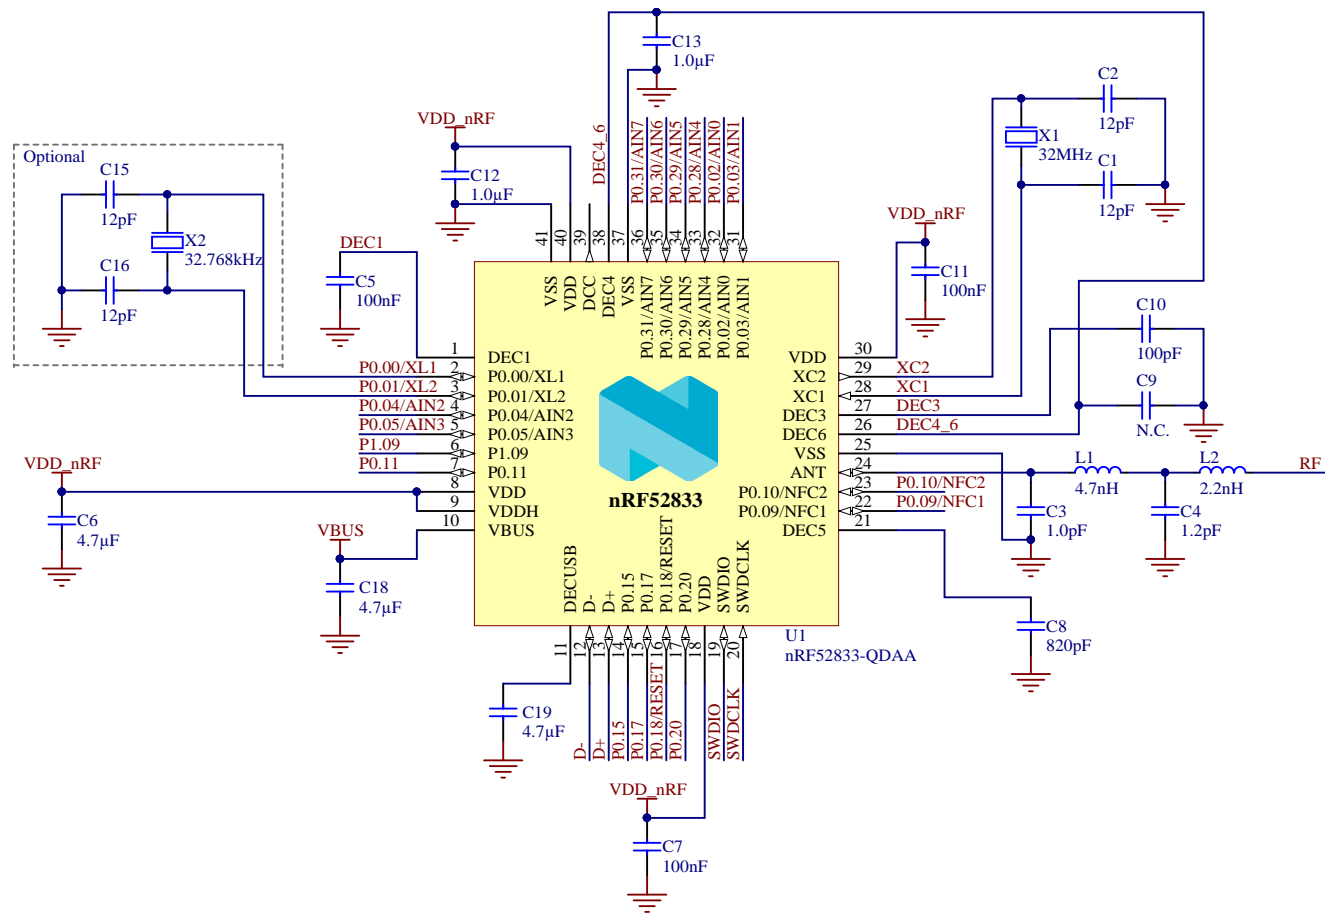 C13
1.0µF
C2
12pF
X1
32MHz
C1
12pF
VDD_nRF
C12
1.0µF
DEC4_6
P0.31/AIN7
P0.30/AIN6
P0.29/AIN5
P0.28/AIN4
P0.02/AIN0
P0.03/AIN1
Optional
C15
12pF
X2
32.768kHz
C16
12pF
DEC1
C5
100nF
VDD_nRF
C11
100nF
C10
100pF
C9
N.C.
41
40
39
38
37
36
35
34
33
32
31
VSS
VDD
DCC
DEC4
VSS
P0.31/AIN7
P0.30/AIN6
P0.29/AIN5
P0.28/AIN4
P0.02/AIN0
P0.03/AIN1
1 DEC1
P0.00/XL1 2 P0.00/XL1
P0.01/XL2 3 P0.01/XL2
P0.04/AIN2 4 P0.04/AIN2
P0.05/AIN3 5 P0.05/AIN3
P1.09 6 P1.09
P0.11 7 P0.11
8 VDD
9 VDDH
10 VBUS
VDD 30
XC2 29 XC2
XC1 28 XC1
DEC3 27 DEC3
DEC6 26 DEC4_6
VSS 25
ANT 24
P0.10/NFC2 23 P0.10/NFC2
P0.09/NFC1 22 P0.09/NFC1
DEC5 21
nRF52833
VDD_nRF
C6
4.7µF
VBUS
C18
4.7µF
L1
4.7nH
L2
2.2nH
RF
C3
1.0pF
C4
1.2pF
C8
820pF
DECUSB
D-
D+
P0.15
P0.17
P0.18/RESET
P0.20
VDD
SWDIO
SWDCLK
11
12
13
14
15
16
17
18
19
20
U1
nRF52833-QDAA
C19
4.7µF
D-
D+
P0.15
P0.17
P0.18/RESET
P0.20
SWDIO
SWDCLK
VDD_nRF
C7
100nF